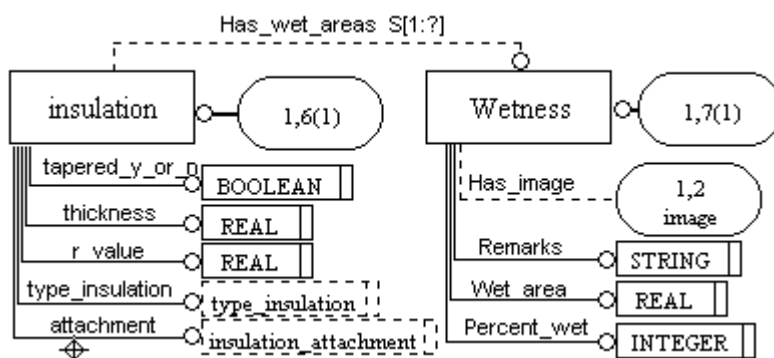 Has_wet_areas S[1:?]
insulation
1,6(1)
Wetness
1,7(1)
tapered_y_or_n
BOOLEAN
thickness
REAL
r_value
REAL
type_insulation
type_insulation
attachment
insulation_attachment
Has_image
1,2
image
Remarks
STRING
Wet_area
REAL
Percent_wet
INTEGER